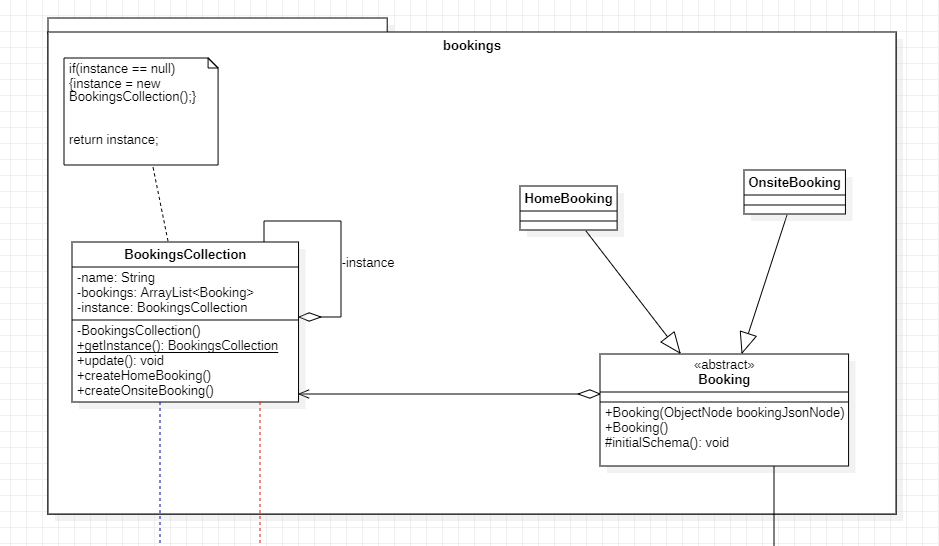 bookings
if(instance == null)
{instance = new
BookingsCollection();}
return instance;
HomeBooking
OnsiteBooking
BookingsCollection
-name: String
-bookings: ArrayList<Booking>
-instance: BookingsCollection
-BookingsCollection()
+getInstance(): BookingsCollection
+update(): void
+createHomeBooking()
+createOnsiteBooking()
-instance
«abstract»
Booking
+Booking(ObjectNode bookingJsonNode)
+Booking()
#initialSchema(): void